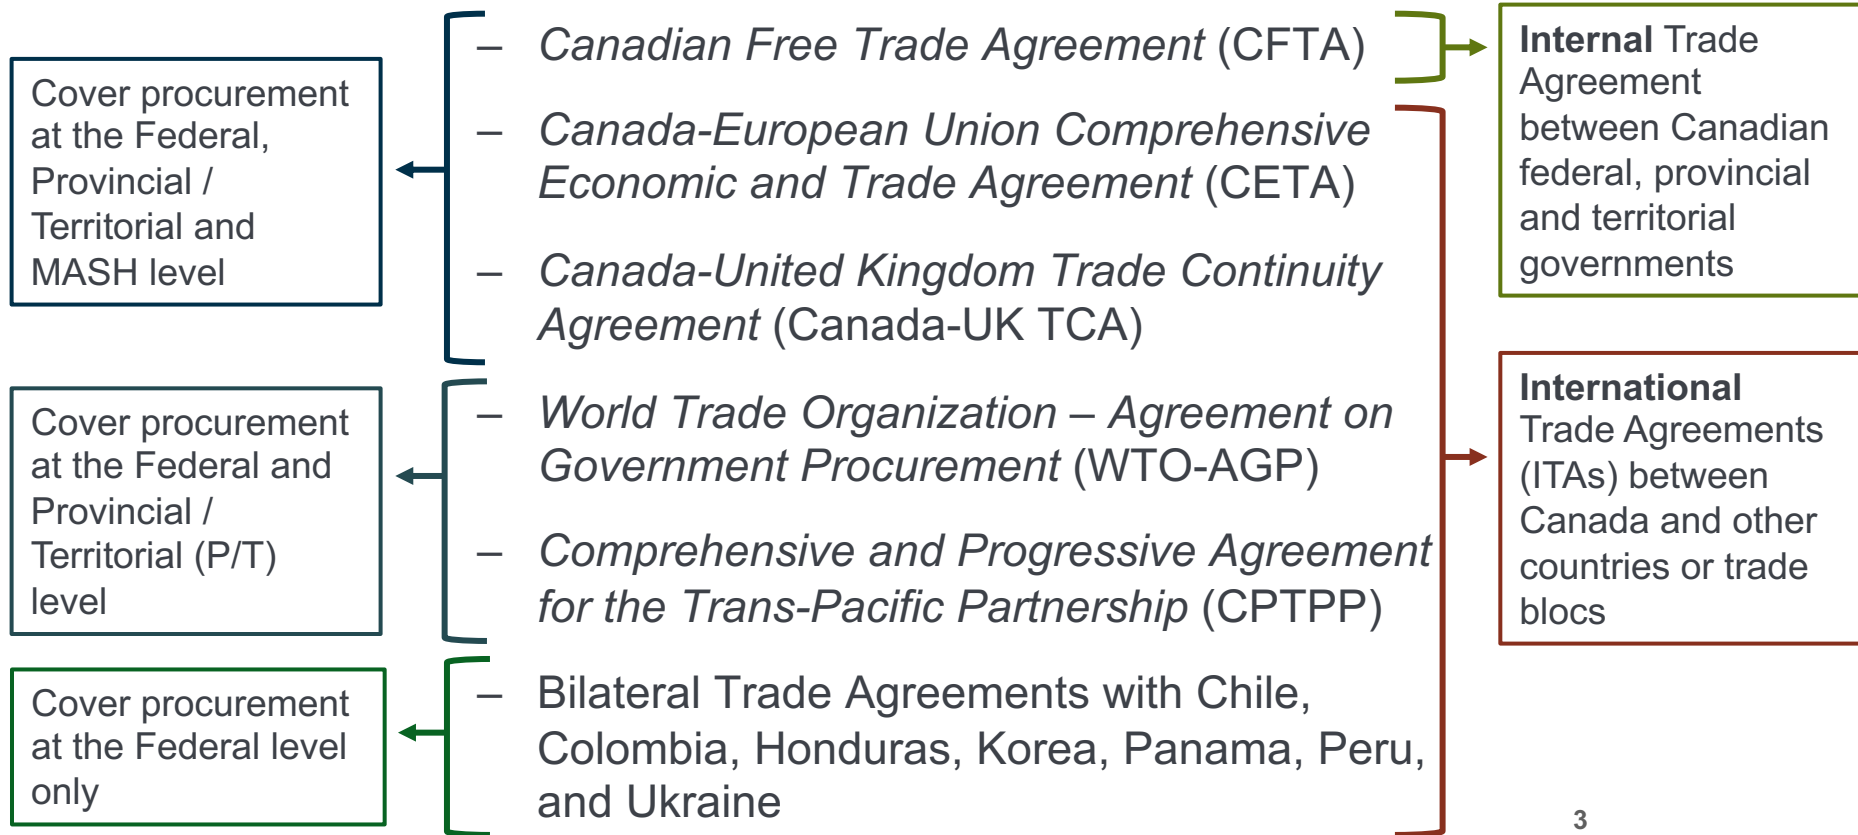 Cover procurement
at the Federal,
Provincial /
Territorial and
MASH level
Cover procurement
at the Federal and
Provincial /
Territorial (P/T)
level
Cover procurement
at the Federal level
only
– Canadian Free Trade Agreement (CFTA)
– Canada-European Union Comprehensive
Economic and Trade Agreement (CETA)
– Canada-United Kingdom Trade Continuity
Agreement (Canada-UK TCA)
– World Trade Organization – Agreement on
Government Procurement (WTO-AGP)
– Comprehensive and Progressive Agreement
for the Trans-Pacific Partnership (CPTPP)
– Bilateral Trade Agreements with Chile,
Colombia, Honduras, Korea, Panama, Peru,
and Ukraine
Internal Trade
Agreement
between Canadian
federal, provincial
and territorial
governments
International
Trade Agreements
(ITAs) between
Canada and other
countries or trade
blocs
3